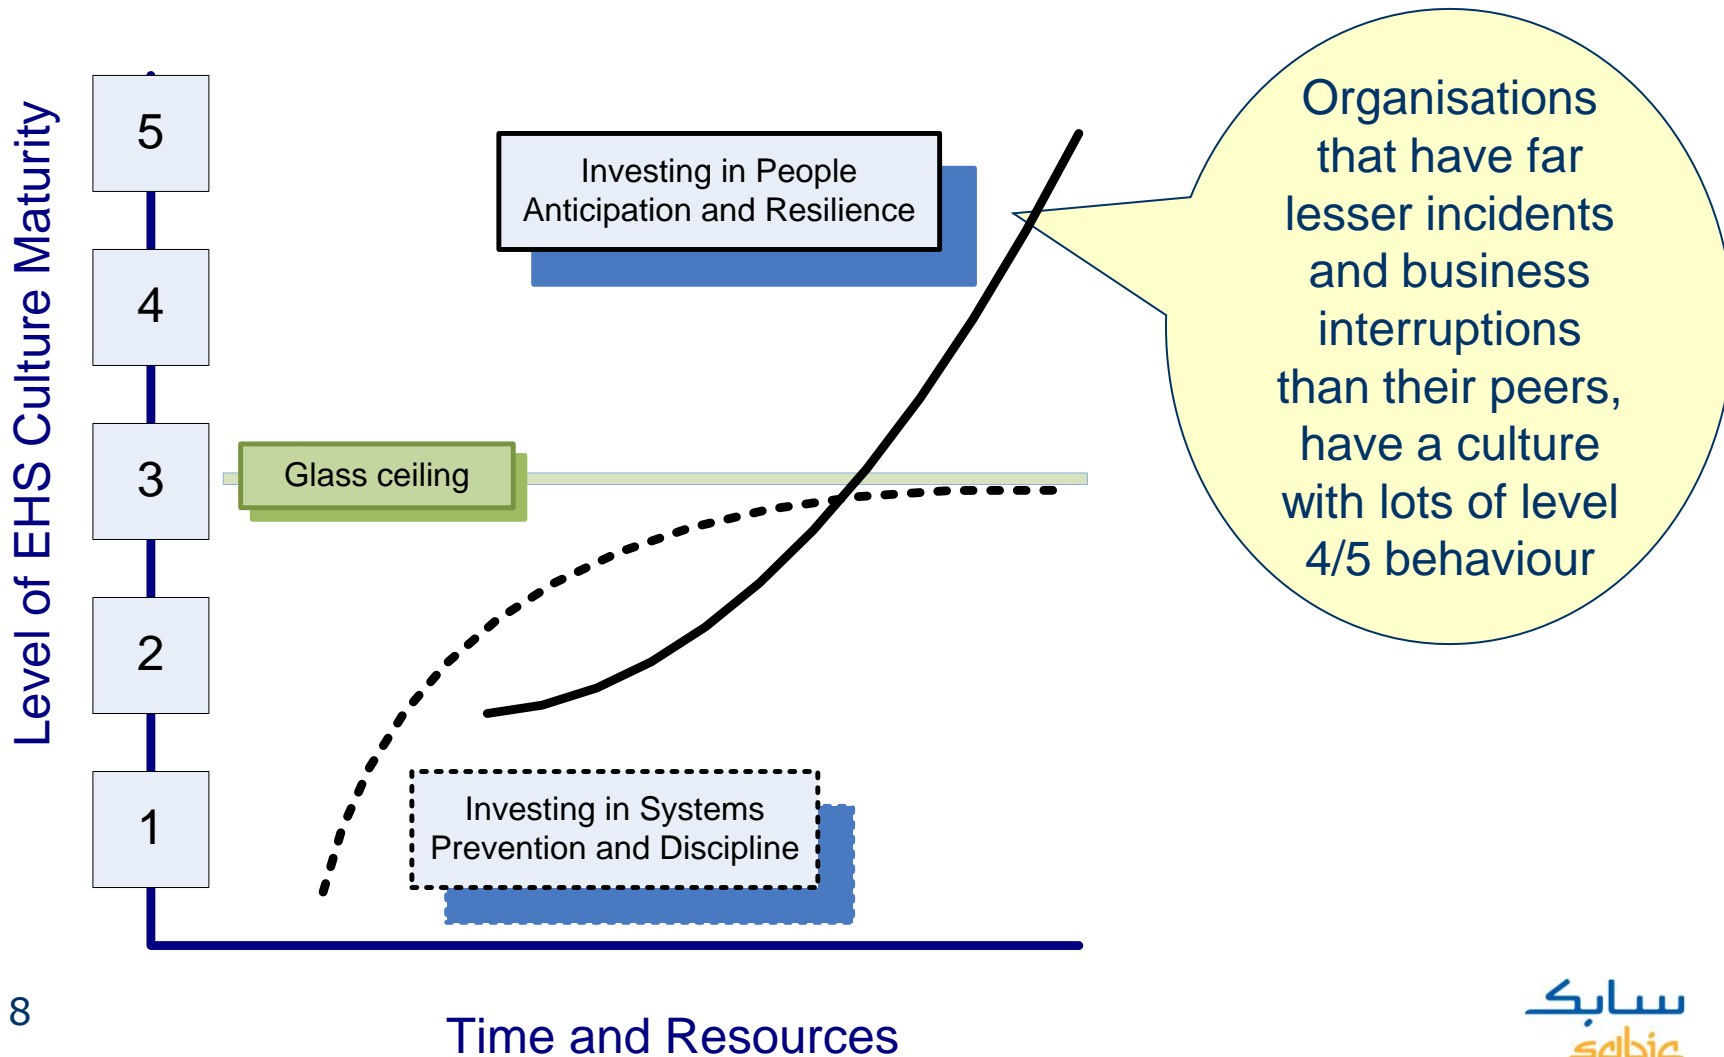 Level of EHS Culture Maturity
5
4
3
2
1
Investing in People
Anticipation and Resilience
Glass ceiling
Investing in Systems
Prevention and Discipline
Organisations
that have far
lesser incidents
and business
interruptions
than their peers,
have a culture
with lots of level
4/5 behaviour
Time and Resources
8
سابك
sabic